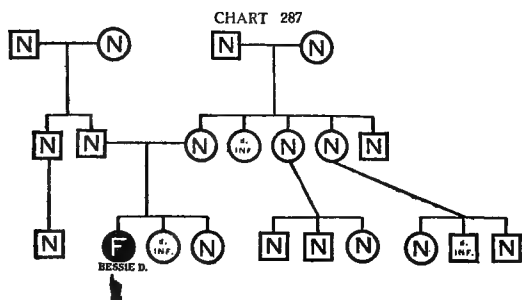 CHART 287
N N N N
N N N d. INF. N N N
N F d. INF. N N N N N d. INF. N
BESSIE D.